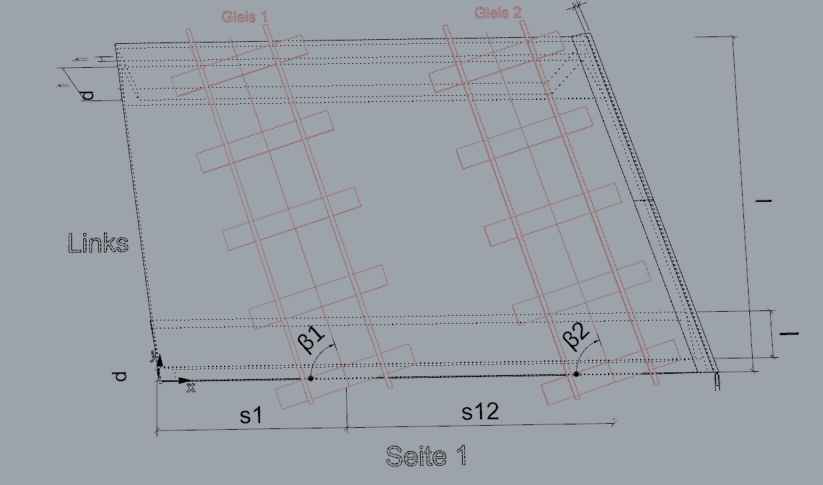 Gleis 1
Gleis 2
d
l
Links
β1
β2
l
y
d
x
s1
s12
Seite 1